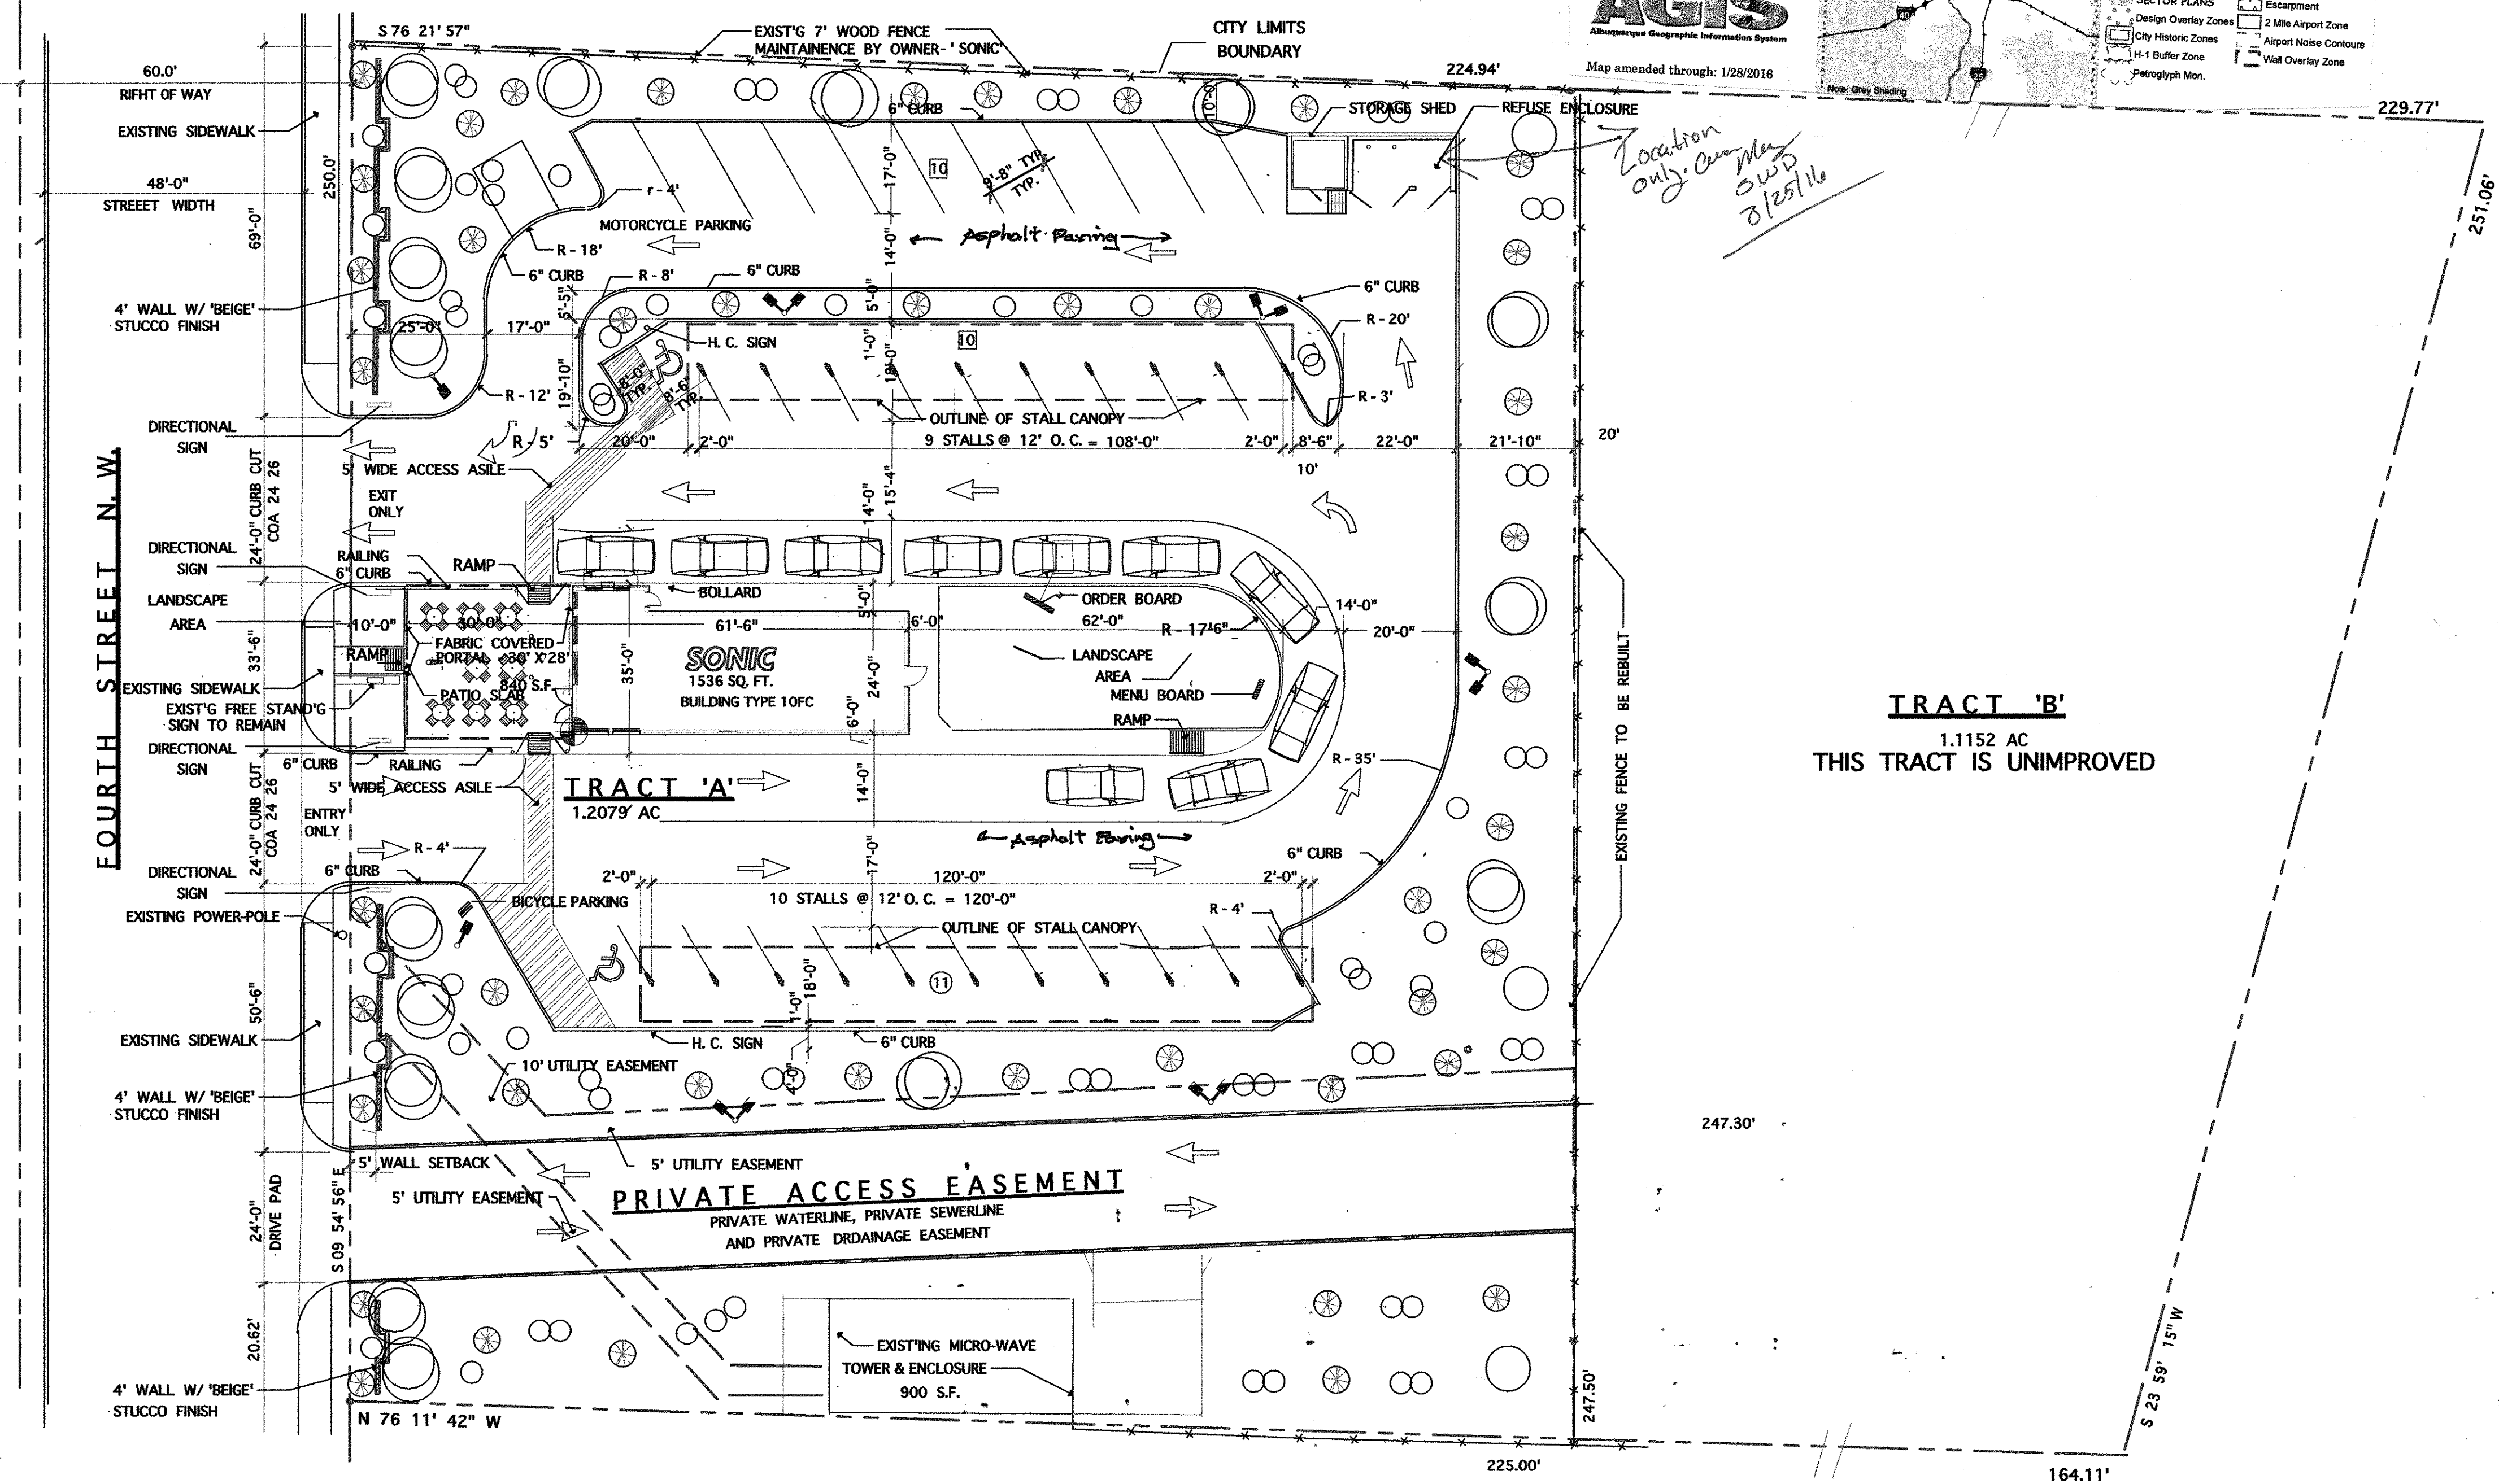 S 76 21' 57"
EXIST'G 7' WOOD FENCE
MAINTAINENCE BY OWNER- ' SONIC'
CITY LIMITS
BOUNDARY
AGIS
Albuquerque Geographic Information System
Map amended through: 1/28/2016
Note: Grey Shading
SECTOR PLANS
Design Overlay Zones
City Historic Zones
H-1 Buffer Zone
Petroglyph Mon.
Escarpment
2 Mile Airport Zone
Airport Noise Contours
Wall Overlay Zone
60.0'
RIFHT OF WAY
224.94'
229.77'
EXISTING SIDEWALK
6" CURB
10'-0"
STORAGE SHED
REFUSE ENCLOSURE
Location
only.
SWD
8/25/16
250.0'
48'-0"
STREEET WIDTH
69'-0"
r - 4'
10
17'-0"
9'-8" TYP.
TYP.
251.06'
MOTORCYCLE PARKING
R - 18'
14'-0"
Asphalt Paving
6" CURB
R - 8'
6" CURB
6" CURB
4' WALL W/ 'BEIGE'
STUCCO FINISH
25'-0"
17'-0"
5'-5"
5'-0"
R - 20'
H. C. SIGN
10
1'-0"
18'-0"
19'-10"
8'-0"
TYP.
8'-6"
TYP.
R - 12'
R - 3'
OUTLINE OF STALL CANOPY
DIRECTIONAL
SIGN
R - 5'
20'-0"
2'-0"
9 STALLS @ 12' O. C. = 108'-0"
2'-0"
8'-6"
22'-0"
21'-10"
20'
10'
5' WIDE ACCESS ASILE
24'-0" CURB CUT
COA 24 26
EXIT
ONLY
14'-0"
15'-4"
FOURTH STREET N. W.
DIRECTIONAL
SIGN
RAILING
6" CURB
RAMP
BOLLARD
ORDER BOARD
LANDSCAPE
AREA
10'-0"
30'-0"
61'-6"
5'-0"
6'-0"
62'-0"
R - 17'6"
14'-0"
20'-0"
FABRIC COVERED
PORTAL - 30' X 28'
840 S.F.
RAMP
33'-6"
35'-0"
SONIC
1536 SQ. FT.
BUILDING TYPE 10FC
24'-0"
LANDSCAPE
AREA
MENU BOARD
RAMP
EXISTING SIDEWALK
PATIO SLAB
EXIST'G FREE STAND'G
SIGN TO REMAIN
6'-0"
DIRECTIONAL
SIGN
6" CURB
RAILING
EXISTING FENCE TO BE REBUILT
TRACT 'B'
1.1152 AC
THIS TRACT IS UNIMPROVED
5' WIDE ACCESS ASILE
TRACT 'A'
1.2079 AC
14'-0"
R - 35'
24'-0" CURB CUT
COA 24 26
ENTRY
ONLY
R - 4'
Asphalt Paving
17'-0"
6" CURB
DIRECTIONAL
SIGN
6" CURB
2'-0"
120'-0"
2'-0"
10 STALLS @ 12' O. C. = 120'-0"
BICYCLE PARKING
R - 4'
EXISTING POWER-POLE
OUTLINE OF STALL CANOPY
50'-6"
11
1'-0"
18'-0"
EXISTING SIDEWALK
H. C. SIGN
6" CURB
10' UTILITY EASEMENT
4'-0"
4' WALL W/ 'BEIGE'
STUCCO FINISH
247.30'
5' WALL SETBACK
5' UTILITY EASEMENT
5' UTILITY EASEMENT
PRIVATE ACCESS EASEMENT
PRIVATE WATERLINE, PRIVATE SEWERLINE
AND PRIVATE DRDAINAGE EASEMENT
24'-0"
DRIVE PAD
S 09 54' 56" E
20.62'
EXIST'ING MICRO-WAVE
TOWER & ENCLOSURE
900 S.F.
4' WALL W/ 'BEIGE'
STUCCO FINISH
N 76 11' 42" W
247.50'
S 23 59' 15" W
225.00'
164.11'